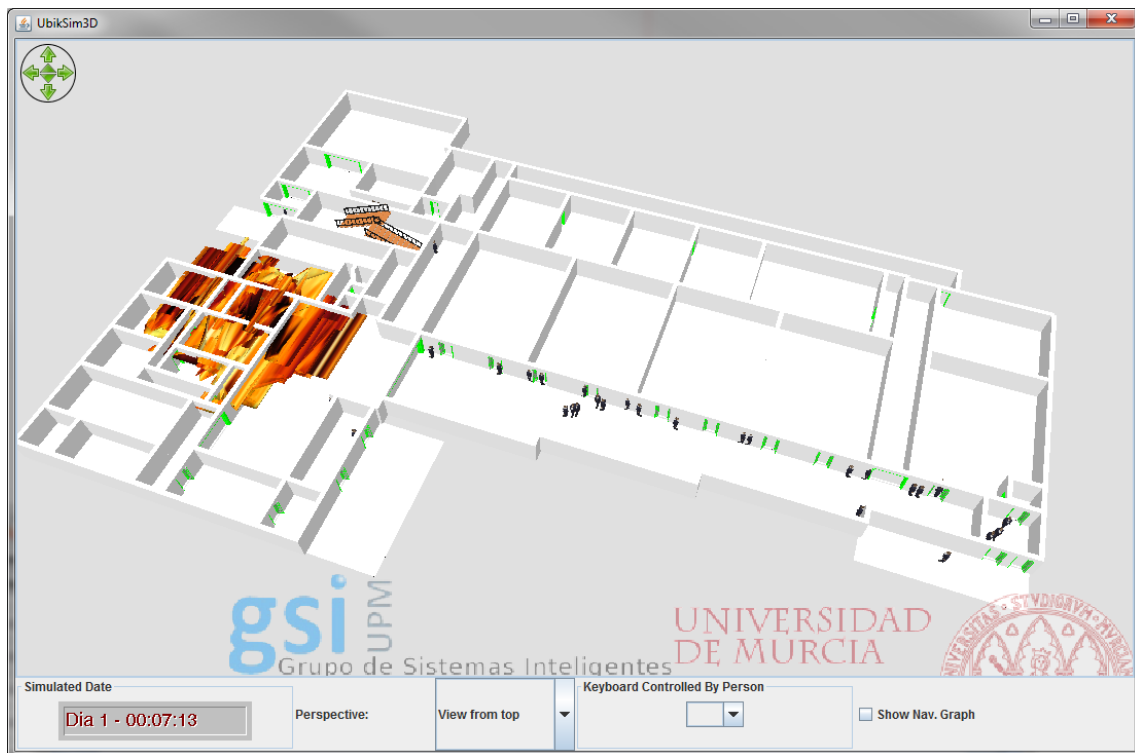 UbikSim3D
gsi
UPM
Grupo de Sistemas Inteligentes
UNIVERSIDAD
DE MURCIA
Simulated Date
Dia 1 - 00:07:13
Perspective:
View from top
Keyboard Controlled By Person
Show Nav. Graph